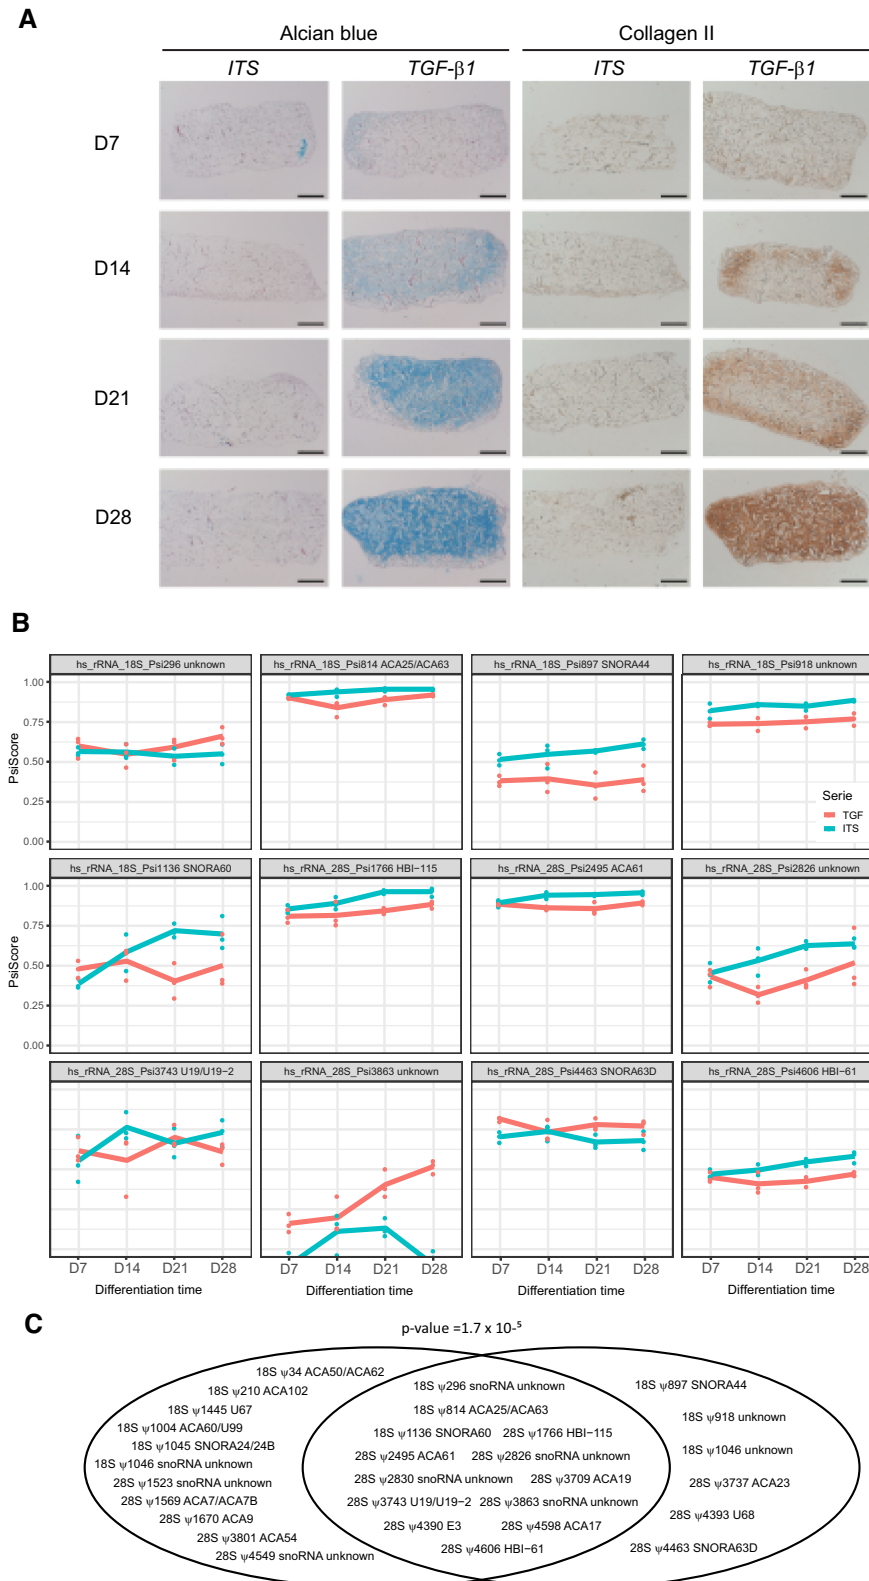 A
Alcian blue
Collagen II
ITS
TGF-β1
ITS
TGF-β1
D7
D14
D21
D28
B
hs_rRNA_18S_Psi296 unknown
hs_rRNA_18S_Psi814 ACA25/ACA63
hs_rRNA_18S_Psi897 SNORA44
hs_rRNA_18S_Psi918 unknown
PsiScore
1.00
0.75
0.50
0.25
0.00
Serie
TGF
ITS
hs_rRNA_18S_Psi1136 SNORA60
hs_rRNA_28S_Psi1766 HBI−115
hs_rRNA_28S_Psi2495 ACA61
hs_rRNA_28S_Psi2826 unknown
PsiScore
1.00
0.75
0.50
0.25
0.00
hs_rRNA_28S_Psi3743 U19/U19−2
hs_rRNA_28S_Psi3863 unknown
hs_rRNA_28S_Psi4463 SNORA63D
hs_rRNA_28S_Psi4606 HBI−61
D7 D14 D21 D28
D7 D14 D21 D28
D7 D14 D21 D28
D7 D14 D21 D28
Differentiation time
Differentiation time
Differentiation time
Differentiation time
C
p-value =1.7 x 10-⁵
18S ψ34 ACA50/ACA62
18S ψ210 ACA102
18S ψ1445 U67
18S ψ1004 ACA60/U99
18S ψ1045 SNORA24/24B
18S ψ1046 snoRNA unknown
28S ψ1523 snoRNA unknown
28S ψ1569 ACA7/ACA7B
28S ψ1670 ACA9
28S ψ3801 ACA54
28S ψ4549 snoRNA unknown
18S ψ296 snoRNA unknown
18S ψ814 ACA25/ACA63
18S ψ1136 SNORA60 28S ψ1766 HBI−115
28S ψ2495 ACA61 28S ψ2826 snoRNA unknown
28S ψ2830 snoRNA unknown 28S ψ3709 ACA19
28S ψ3743 U19/U19−2 28S ψ3863 snoRNA unknown
28S ψ4390 E3 28S ψ4598 ACA17
28S ψ4606 HBI−61
18S ψ897 SNORA44
18S ψ918 unknown
18S ψ1046 unknown
28S ψ3737 ACA23
28S ψ4393 U68
28S ψ4463 SNORA63D